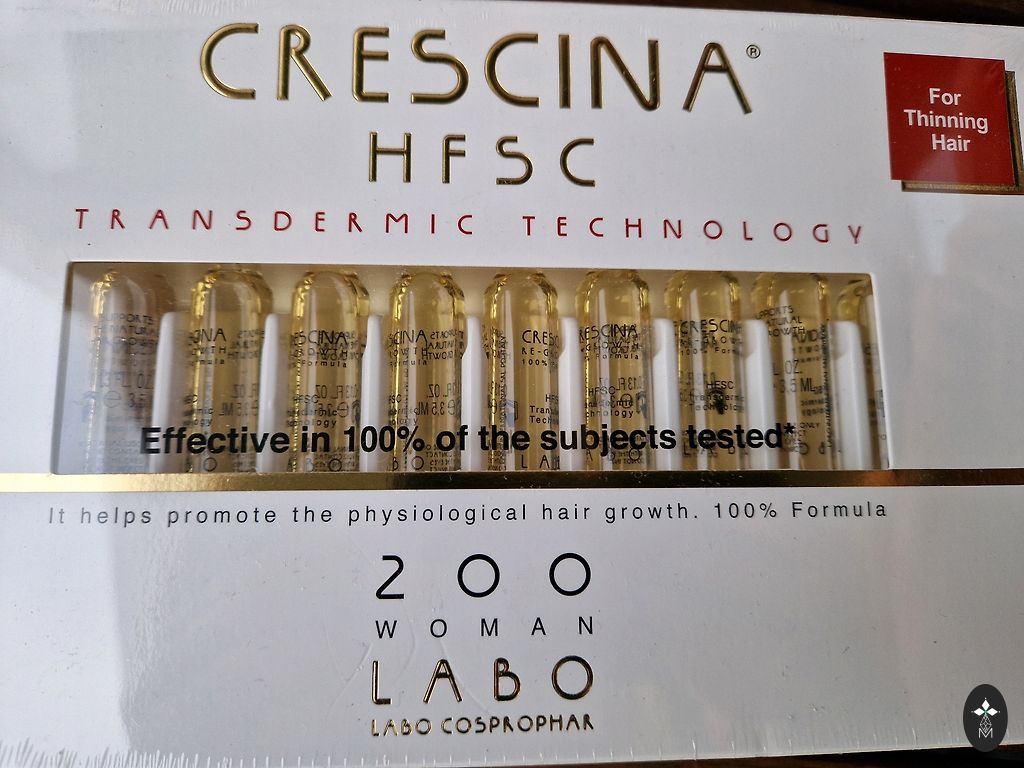 CRESCINA®
For
Thinning
Hair
HFSC
TRANSDERMIC TECHNOLOGY
Effective in 100% of the subjects tested*
It helps promote the physiological hair growth. 100% Formula
200
WOMAN
LABO
LABO COSPROPHAR